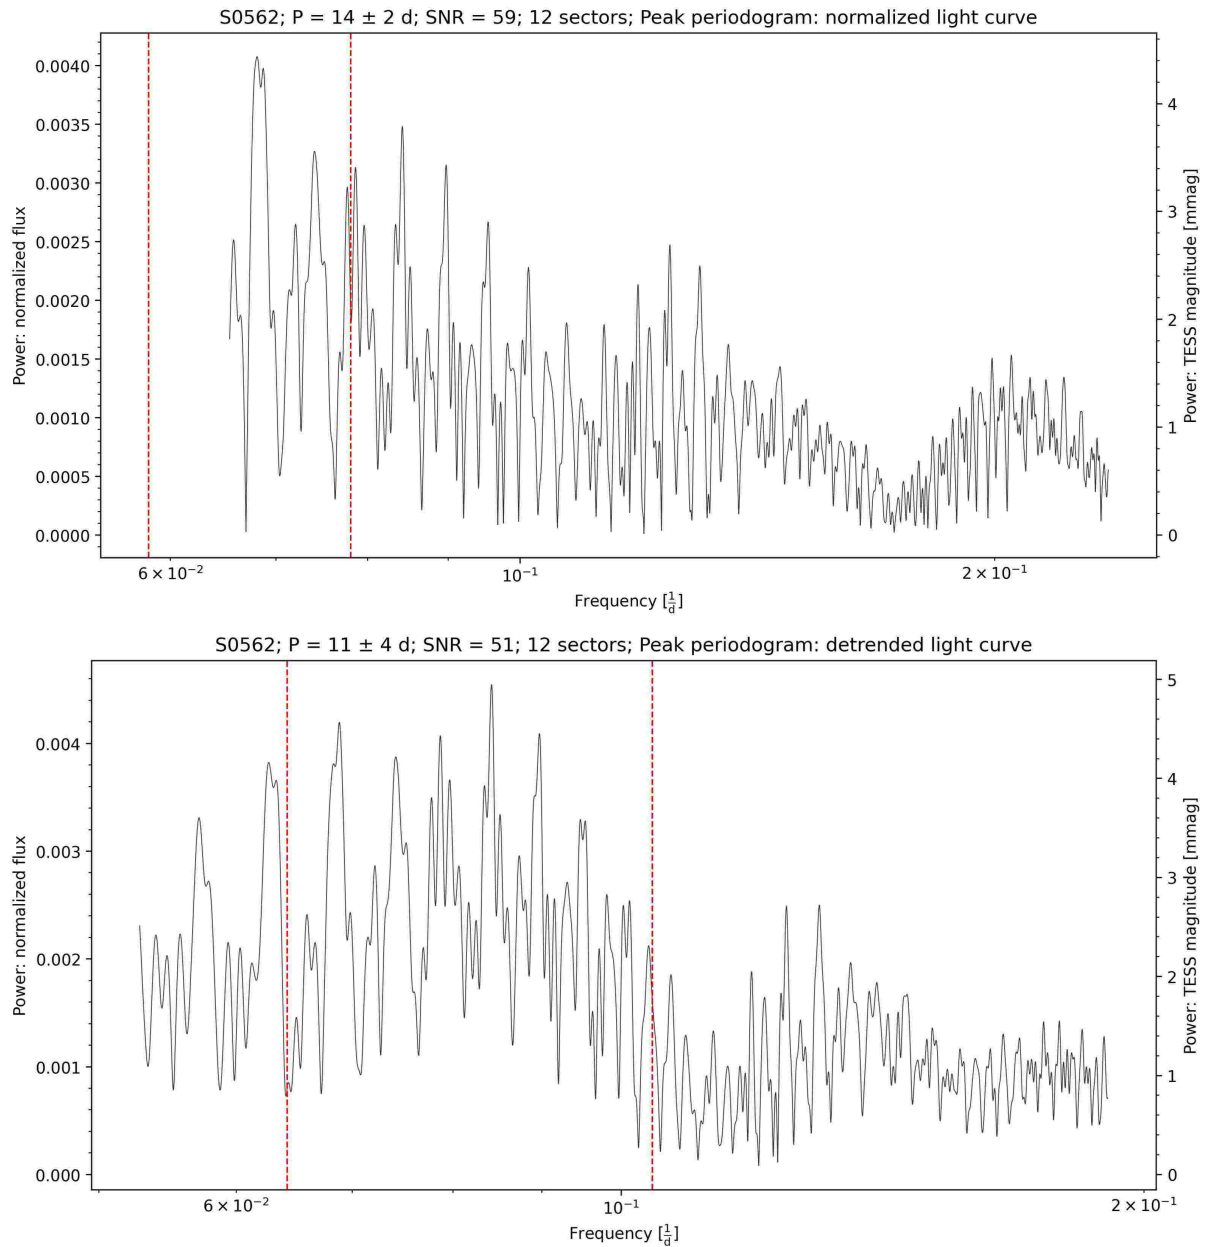 S0562; P = 14 ± 2 d; SNR = 59; 12 sectors; Peak periodogram: normalized light curve
0.0040
0.0035
0.0030
0.0025
0.0020
0.0015
0.0010
0.0005
0.0000
Power: normalized flux
4
3
2
1
0
Power: TESS magnitude [mmag]
6 × 10⁻²
10⁻¹
2 × 10⁻¹
Frequency [1/d]
S0562; P = 11 ± 4 d; SNR = 51; 12 sectors; Peak periodogram: detrended light curve
0.004
0.003
0.002
0.001
0.000
Power: normalized flux
5
4
3
2
1
0
Power: TESS magnitude [mmag]
6 × 10⁻²
10⁻¹
2 × 10⁻¹
Frequency [1/d]